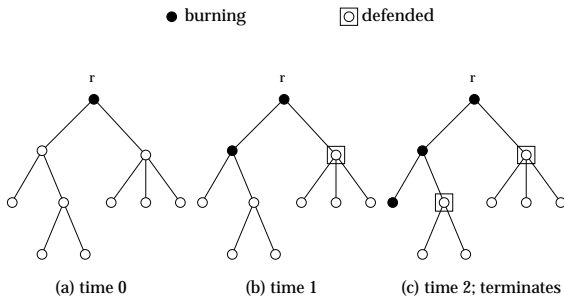 burning
defended
r
r
r
(a) time 0
(b) time 1
(c) time 2; terminates